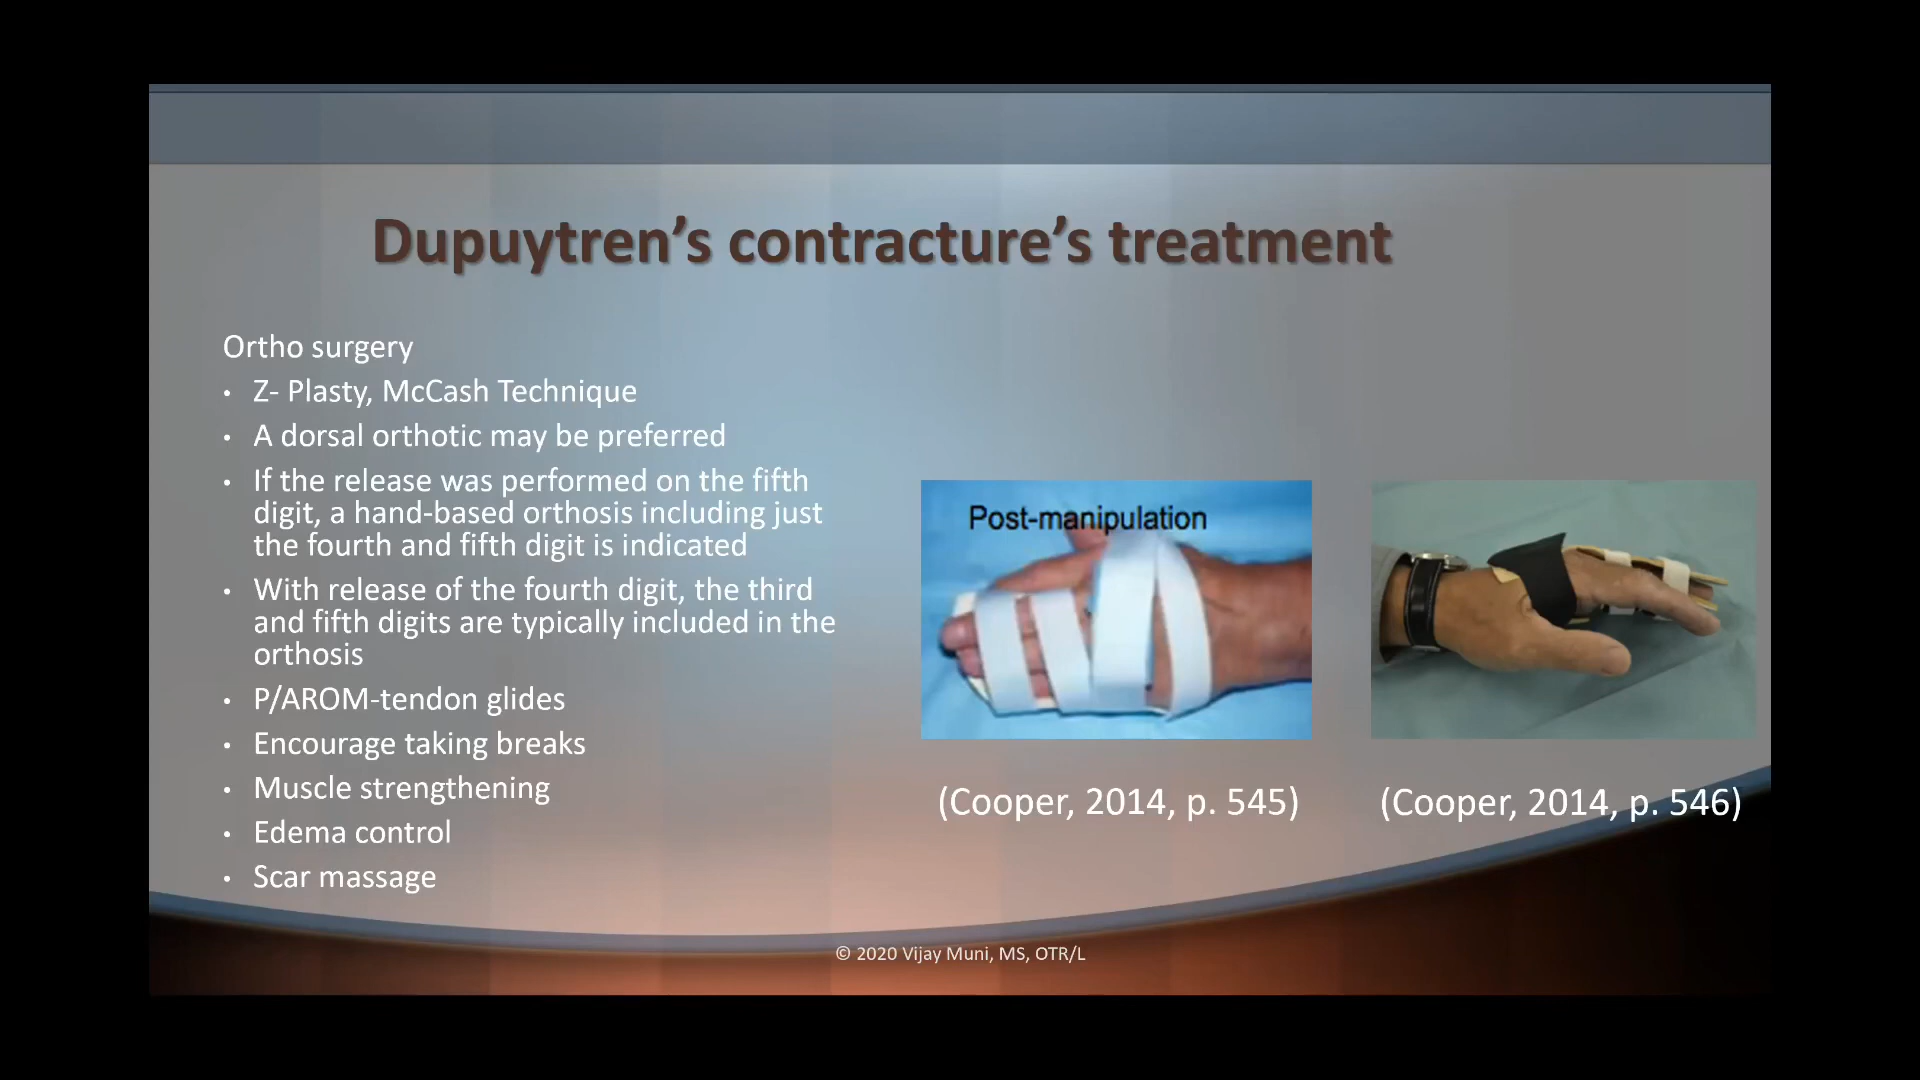 Dupuytren’s contracture’s treatment
Ortho surgery
• Z- Plasty, McCash Technique
• A dorsal orthotic may be preferred
• If the release was performed on the fifth
digit, a hand-based orthosis including just
the fourth and fifth digit is indicated
• With release of the fourth digit, the third
and fifth digits are typically included in the
orthosis
• P/AROM-tendon glides
• Encourage taking breaks
• Muscle strengthening
• Edema control
• Scar massage
Post-manipulation
(Cooper, 2014, p. 545)
(Cooper, 2014, p. 546)
© 2020 Vijay Muni, MS, OTR/L